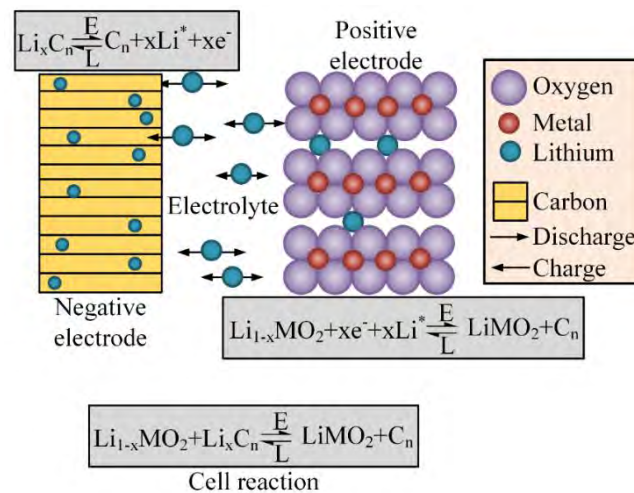 LiₓCₙ ⇌ Cₙ+xLi*+xe⁻
E
L
Positive
electrode
Oxygen
Metal
Lithium
Carbon
Discharge
Charge
Electrolyte
Negative
electrode
Li₁₋ₓMO₂+xe⁻+xLi* ⇌ LiMO₂+Cₙ
E
L
Li₁₋ₓMO₂+LiₓCₙ ⇌ LiMO₂+Cₙ
E
L
Cell reaction